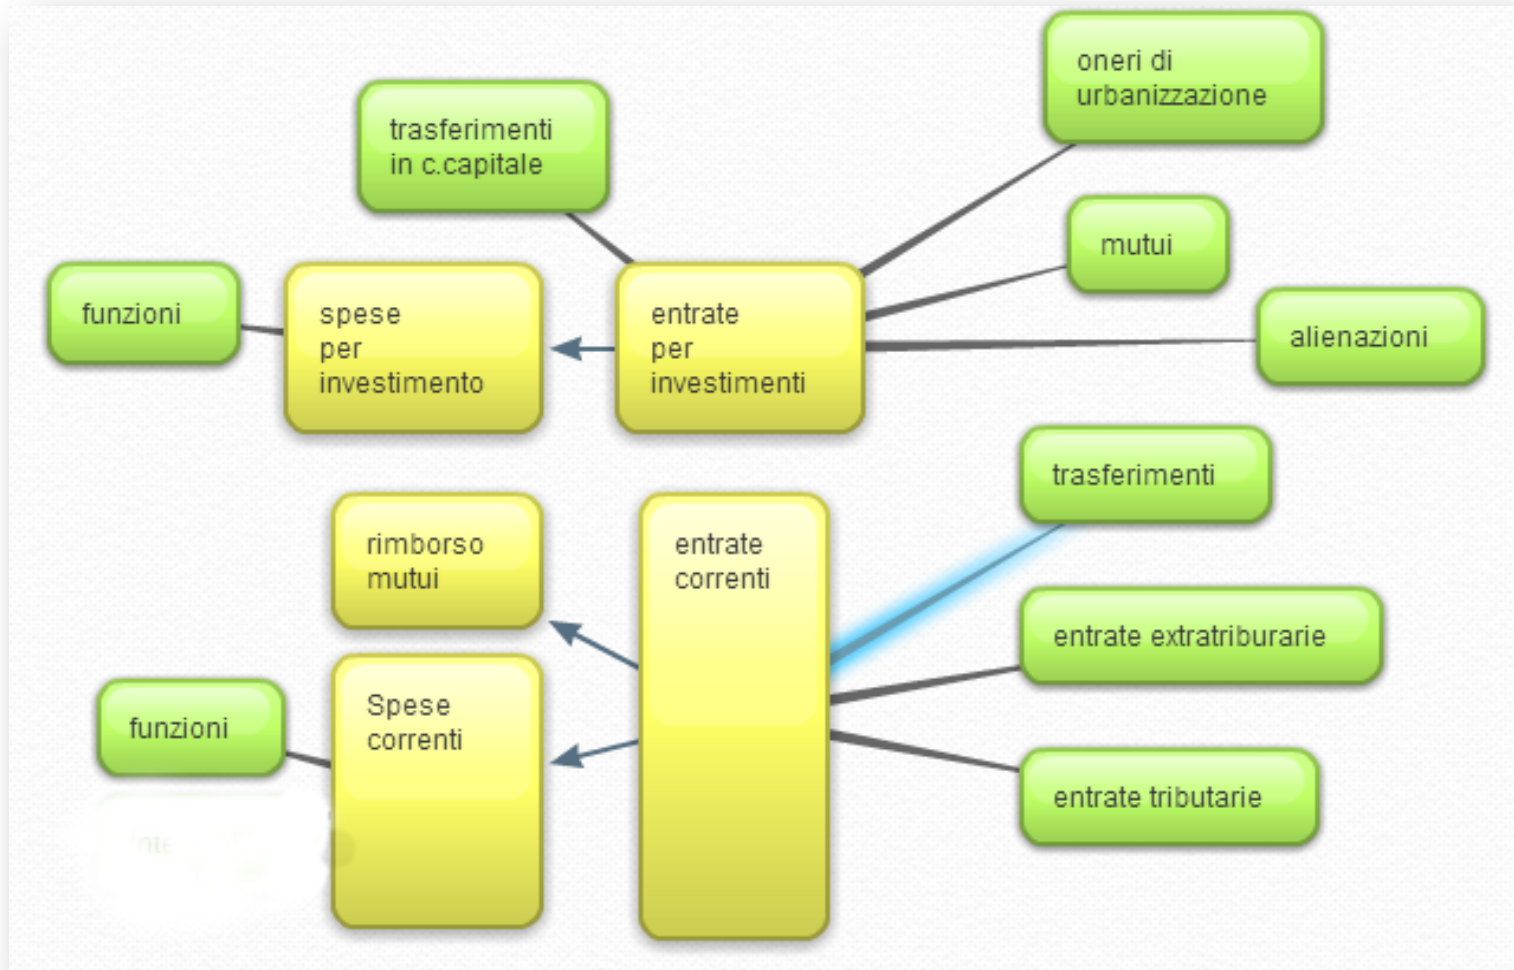 oneri di
urbanizzazione
trasferimenti
in c.capitale
mutui
funzioni
spese
per
investimento
entrate
per
investimenti
alienazioni
trasferimenti
rimborso
mutui
entrate
correnti
entrate extratriburarie
Spese
correnti
funzioni
entrate tributarie